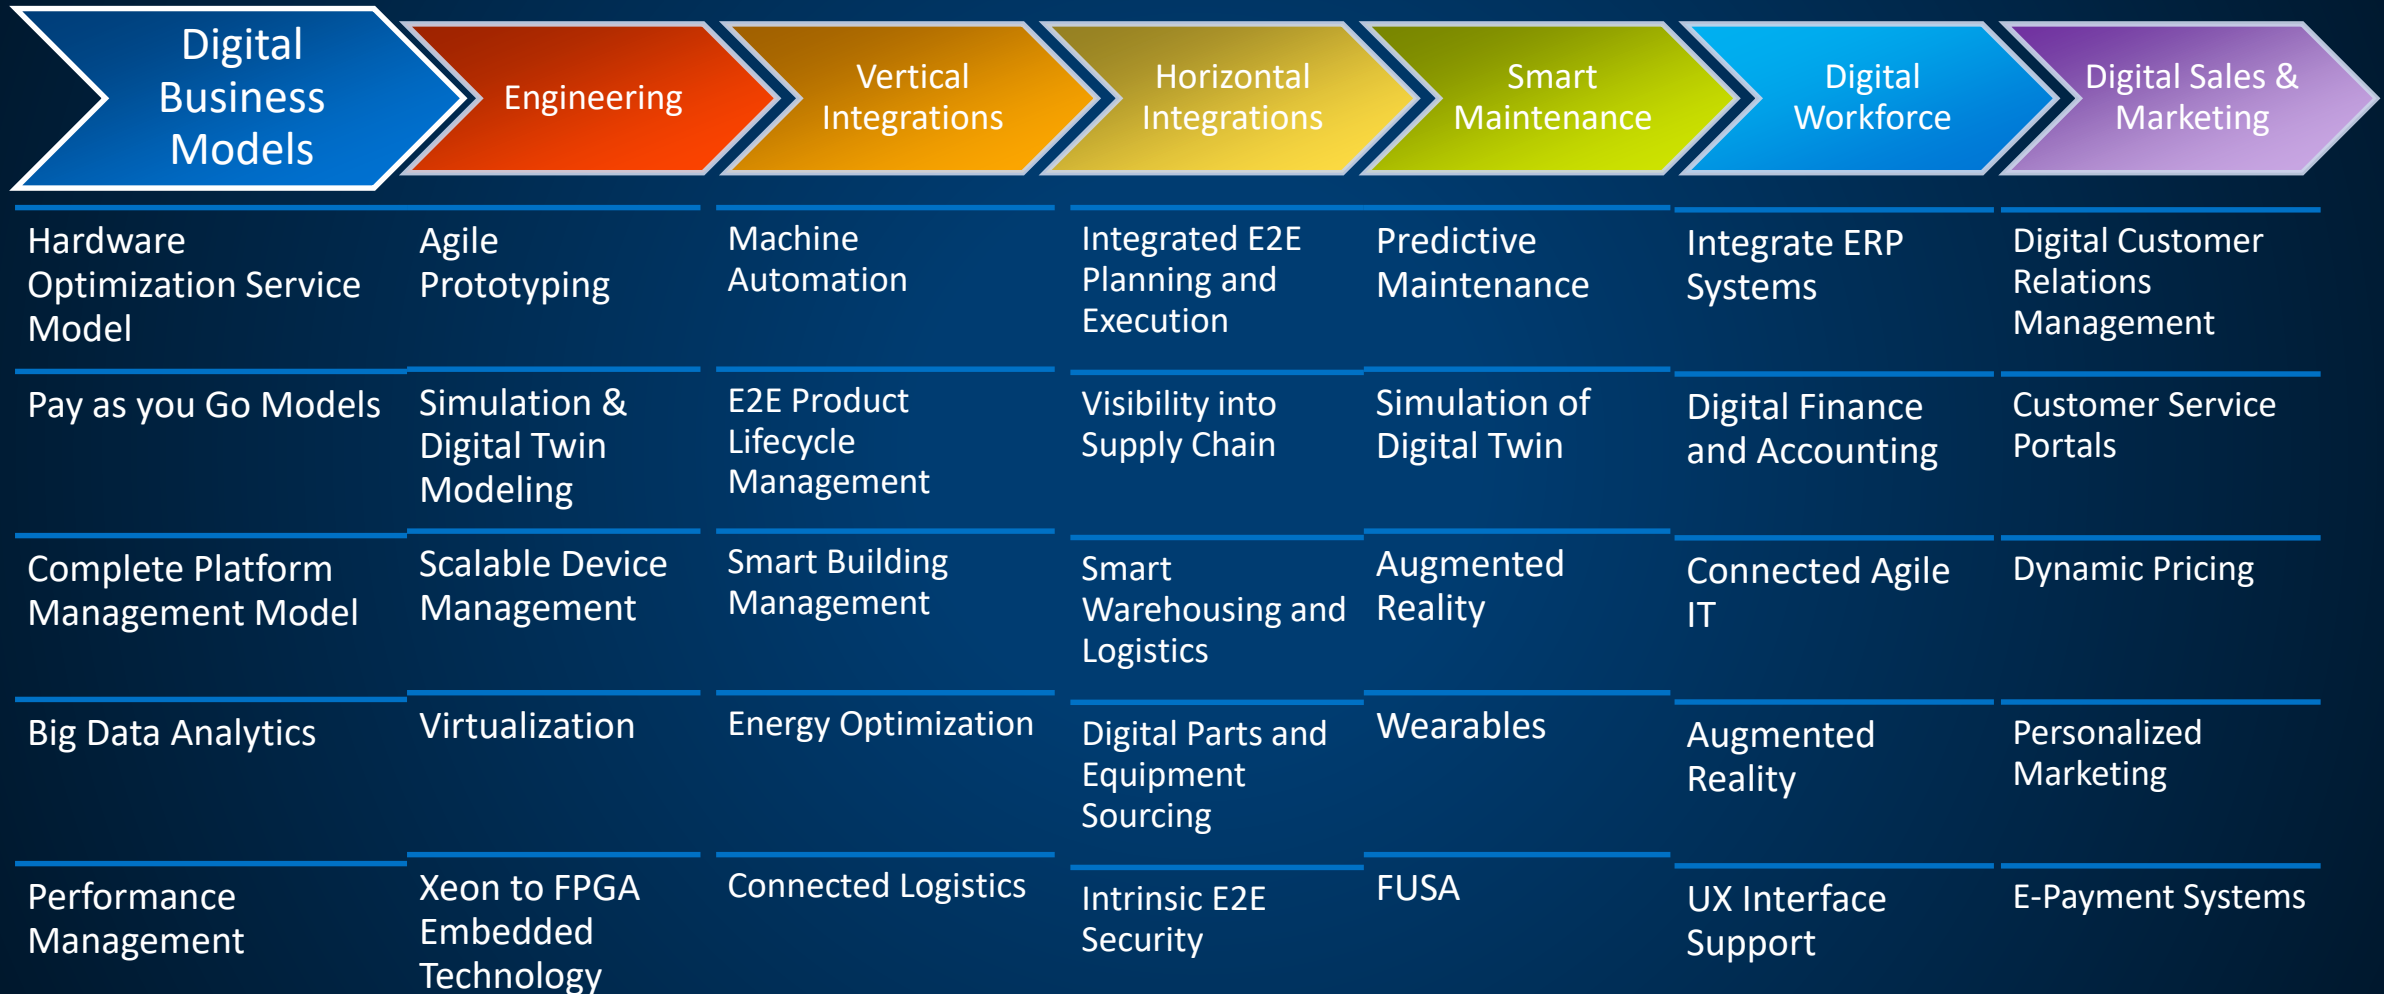 Digital
Business
Models
Engineering
Vertical
Integrations
Horizontal
Integrations
Smart
Maintenance
Digital
Workforce
Digital Sales &
Marketing
Hardware
Optimization Service
Model
Agile
Prototyping
Machine
Automation
Integrated E2E
Planning and
Execution
Predictive
Maintenance
Integrate ERP
Systems
Digital Customer
Relations
Management
Pay as you Go Models
Simulation &
Digital Twin
Modeling
E2E Product
Lifecycle
Management
Visibility into
Supply Chain
Simulation of
Digital Twin
Digital Finance
and Accounting
Customer Service
Portals
Complete Platform
Management Model
Scalable Device
Management
Smart Building
Management
Smart
Warehousing and
Logistics
Augmented
Reality
Connected Agile
IT
Dynamic Pricing
Big Data Analytics
Virtualization
Energy Optimization
Digital Parts and
Equipment
Sourcing
Wearables
Augmented
Reality
Personalized
Marketing
Performance
Management
Xeon to FPGA
Embedded
Technology
Connected Logistics
Intrinsic E2E
Security
FUSA
UX Interface
Support
E-Payment Systems